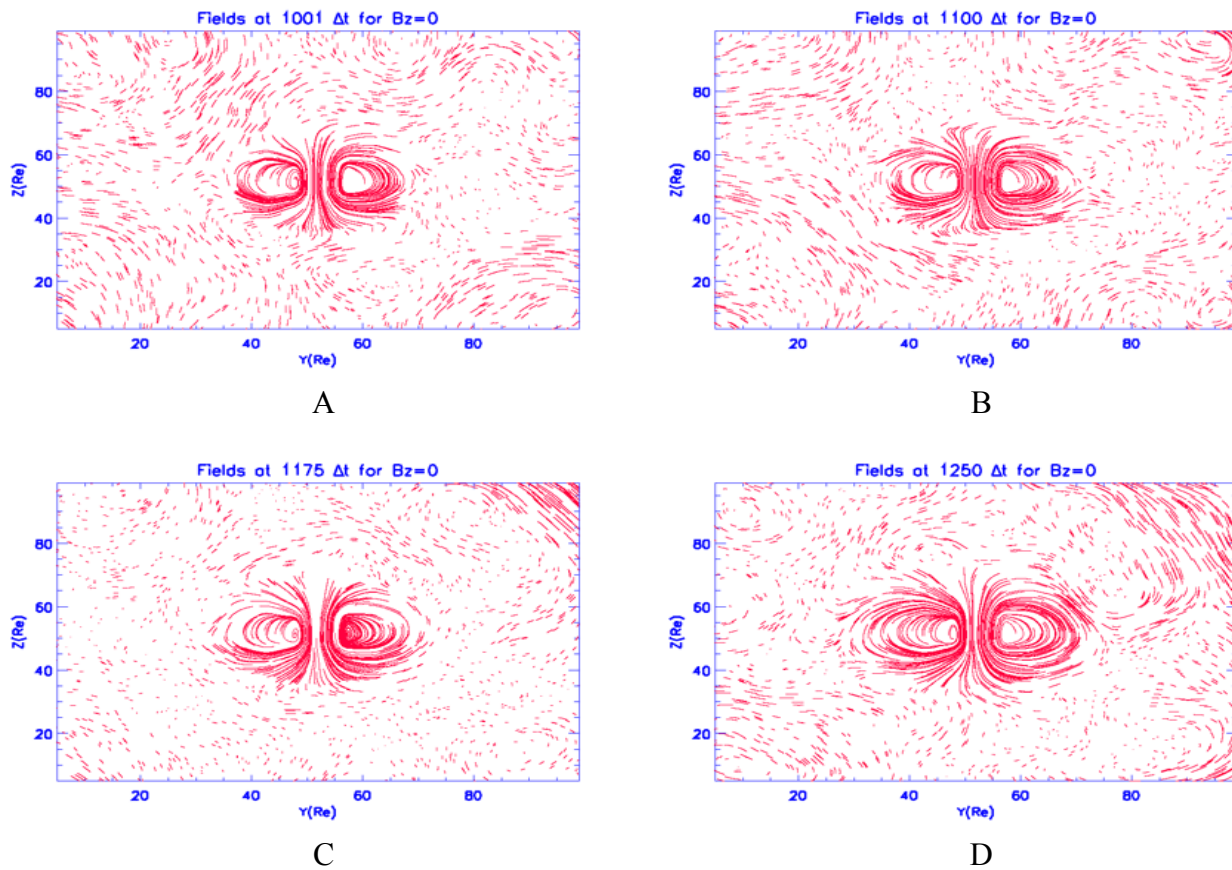 Fields at 1001 Δt for Bz=0
Fields at 1100 Δt for Bz=0
80
60
40
20
Z(Re)
20 40 60 80
Y(Re)
80
60
40
20
Z(Re)
20 40 60 80
Y(Re)
A
B
Fields at 1175 Δt for Bz=0
Fields at 1250 Δt for Bz=0
80
60
40
20
Z(Re)
20 40 60 80
Y(Re)
80
60
40
20
Z(Re)
20 40 60 80
Y(Re)
C
D